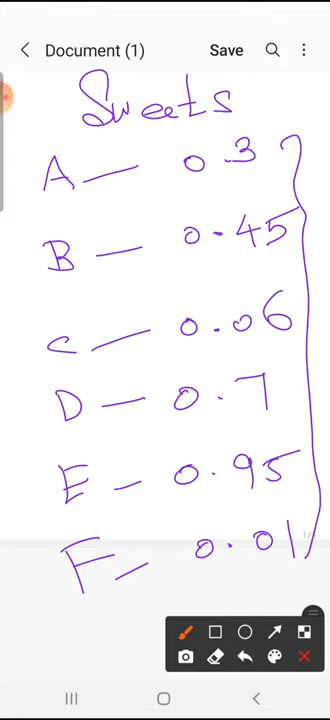 Document (1) Save
Sweets
A — 0.3
B — 0.45
C — 0.06
D — 0.7
E — 0.95
F — 0.01